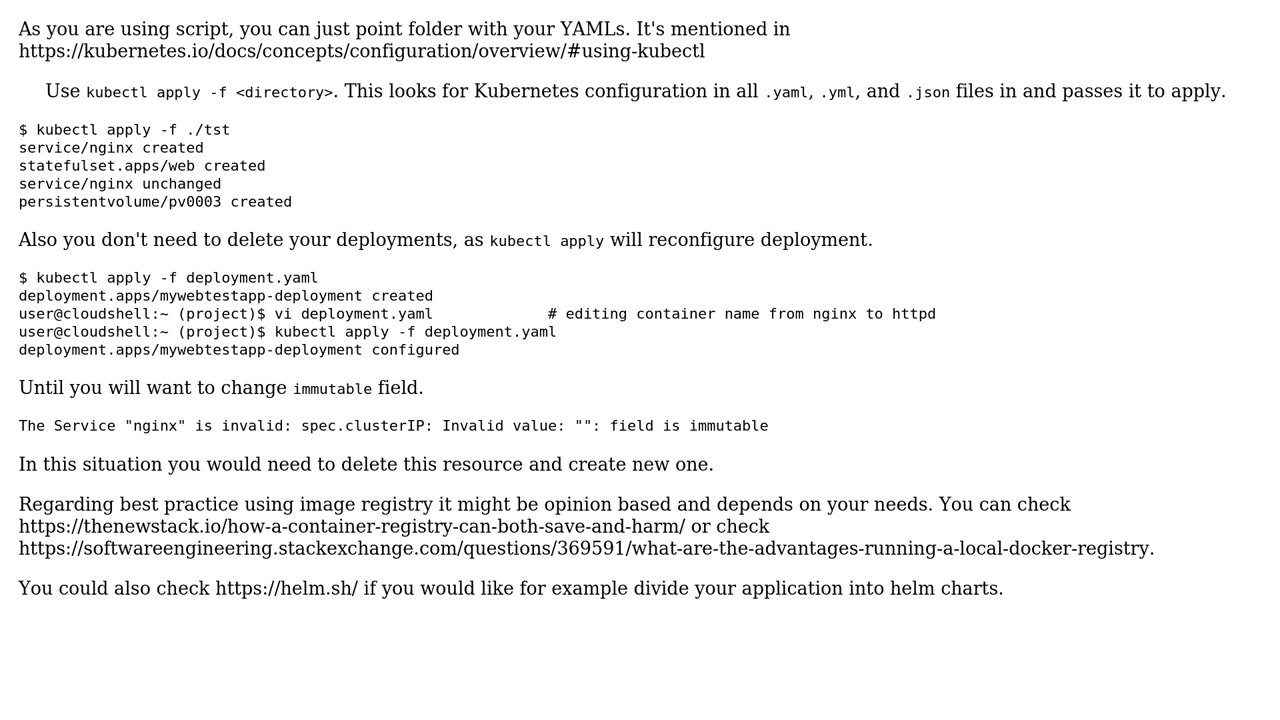 As you are using script, you can just point folder with your YAMLs. It's mentioned in
https://kubernetes.io/docs/concepts/configuration/overview/#using-kubectl
Use kubectl apply -f <directory>. This looks for Kubernetes configuration in all .yaml, .yml, and .json files in and passes it to apply.
$ kubectl apply -f ./tst
service/nginx created
statefulset.apps/web created
service/nginx unchanged
persistentvolume/pv0003 created
Also you don't need to delete your deployments, as kubectl apply will reconfigure deployment.
$ kubectl apply -f deployment.yaml
deployment.apps/mywebtestapp-deployment created
user@cloudshell:~ (project)$ vi deployment.yaml             # editing container name from nginx to httpd
user@cloudshell:~ (project)$ kubectl apply -f deployment.yaml
deployment.apps/mywebtestapp-deployment configured
Until you will want to change immutable field.
The Service "nginx" is invalid: spec.clusterIP: Invalid value: "": field is immutable
In this situation you would need to delete this resource and create new one.
Regarding best practice using image registry it might be opinion based and depends on your needs. You can check
https://thenewstack.io/how-a-container-registry-can-both-save-and-harm/ or check
https://softwareengineering.stackexchange.com/questions/369591/what-are-the-advantages-running-a-local-docker-registry.
You could also check https://helm.sh/ if you would like for example divide your application into helm charts.